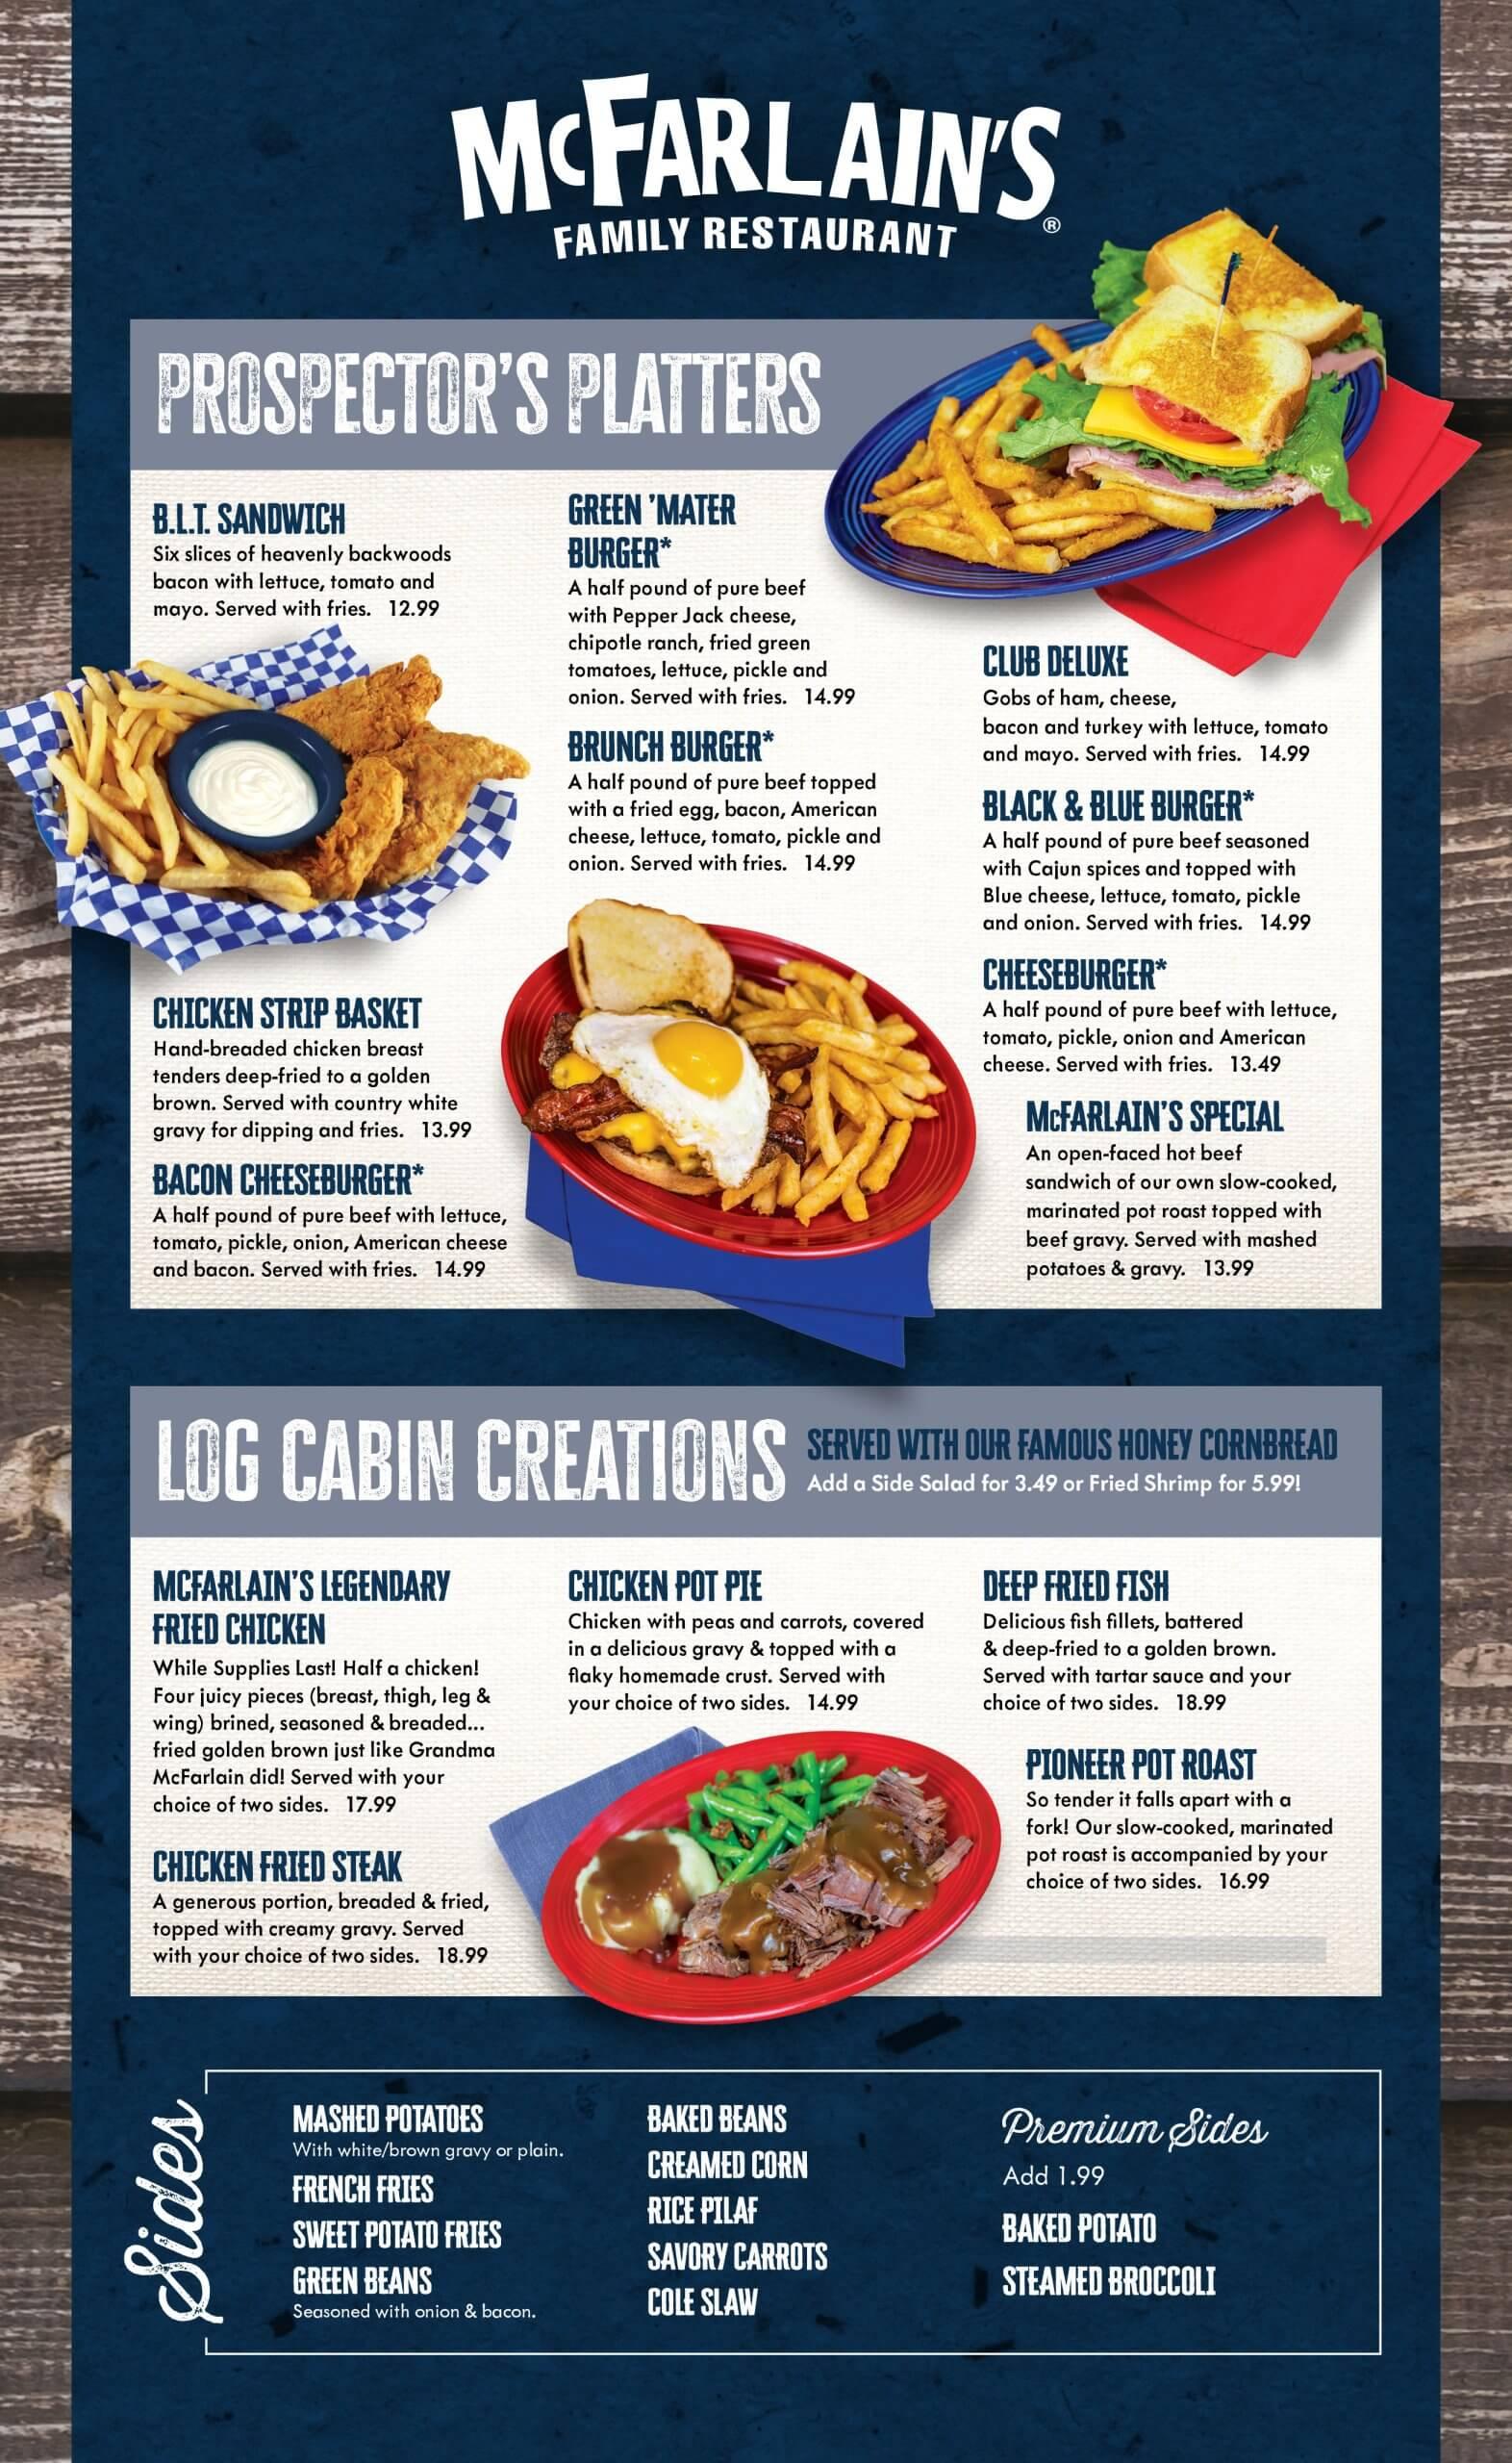 McFARLAIN'S
FAMILY RESTAURANT
®
PROSPECTOR'S PLATTERS
B.L.T. SANDWICH
Six slices of heavenly backwoods
bacon with lettuce, tomato and
mayo. Served with fries. 12.99
CHICKEN STRIP BASKET
Hand-breaded chicken breast
tenders deep-fried to a golden
brown. Served with country white
gravy for dipping and fries. 13.99
BACON CHEESEBURGER*
A half pound of pure beef with lettuce,
tomato, pickle, onion, American cheese
and bacon. Served with fries. 14.99
GREEN 'MATER
BURGER*
A half pound of pure beef
with Pepper Jack cheese,
chipotle ranch, fried green
tomatoes, lettuce, pickle and
onion. Served with fries. 14.99
BRUNCH BURGER*
A half pound of pure beef topped
with a fried egg, bacon, American
cheese, lettuce, tomato, pickle and
onion. Served with fries. 14.99
CLUB DELUXE
Gobs of ham, cheese,
bacon and turkey with lettuce, tomato
and mayo. Served with fries. 14.99
BLACK & BLUE BURGER*
A half pound of pure beef seasoned
with Cajun spices and topped with
Blue cheese, lettuce, tomato, pickle
and onion. Served with fries. 14.99
CHEESEBURGER*
A half pound of pure beef with lettuce,
tomato, pickle, onion and American
cheese. Served with fries. 13.49
McFARLAIN'S SPECIAL
An open-faced hot beef
sandwich of our own slow-cooked,
marinated pot roast topped with
beef gravy. Served with mashed
potatoes & gravy. 13.99
LOG CABIN CREATIONS
SERVED WITH OUR FAMOUS HONEY CORNBREAD
Add a Side Salad for 3.49 or Fried Shrimp for 5.99!
MCFARLAIN'S LEGENDARY
FRIED CHICKEN
While Supplies Last! Half a chicken!
Four juicy pieces (breast, thigh, leg &
wing) brined, seasoned & breaded...
fried golden brown just like Grandma
McFarlain did! Served with your
choice of two sides. 17.99
CHICKEN FRIED STEAK
A generous portion, breaded & fried,
topped with creamy gravy. Served
with your choice of two sides. 18.99
CHICKEN POT PIE
Chicken with peas and carrots, covered
in a delicious gravy & topped with a
flaky homemade crust. Served with
your choice of two sides. 14.99
DEEP FRIED FISH
Delicious fish fillets, battered
& deep-fried to a golden brown.
Served with tartar sauce and your
choice of two sides. 18.99
PIONEER POT ROAST
So tender it falls apart with a
fork! Our slow-cooked, marinated
pot roast is accompanied by your
choice of two sides. 16.99
Sides
MASHED POTATOES
With white/brown gravy or plain.
FRENCH FRIES
SWEET POTATO FRIES
GREEN BEANS
Seasoned with onion & bacon.
BAKED BEANS
CREAMED CORN
RICE PILAF
SAVORY CARROTS
COLE SLAW
Premium Sides
Add 1.99
BAKED POTATO
STEAMED BROCCOLI